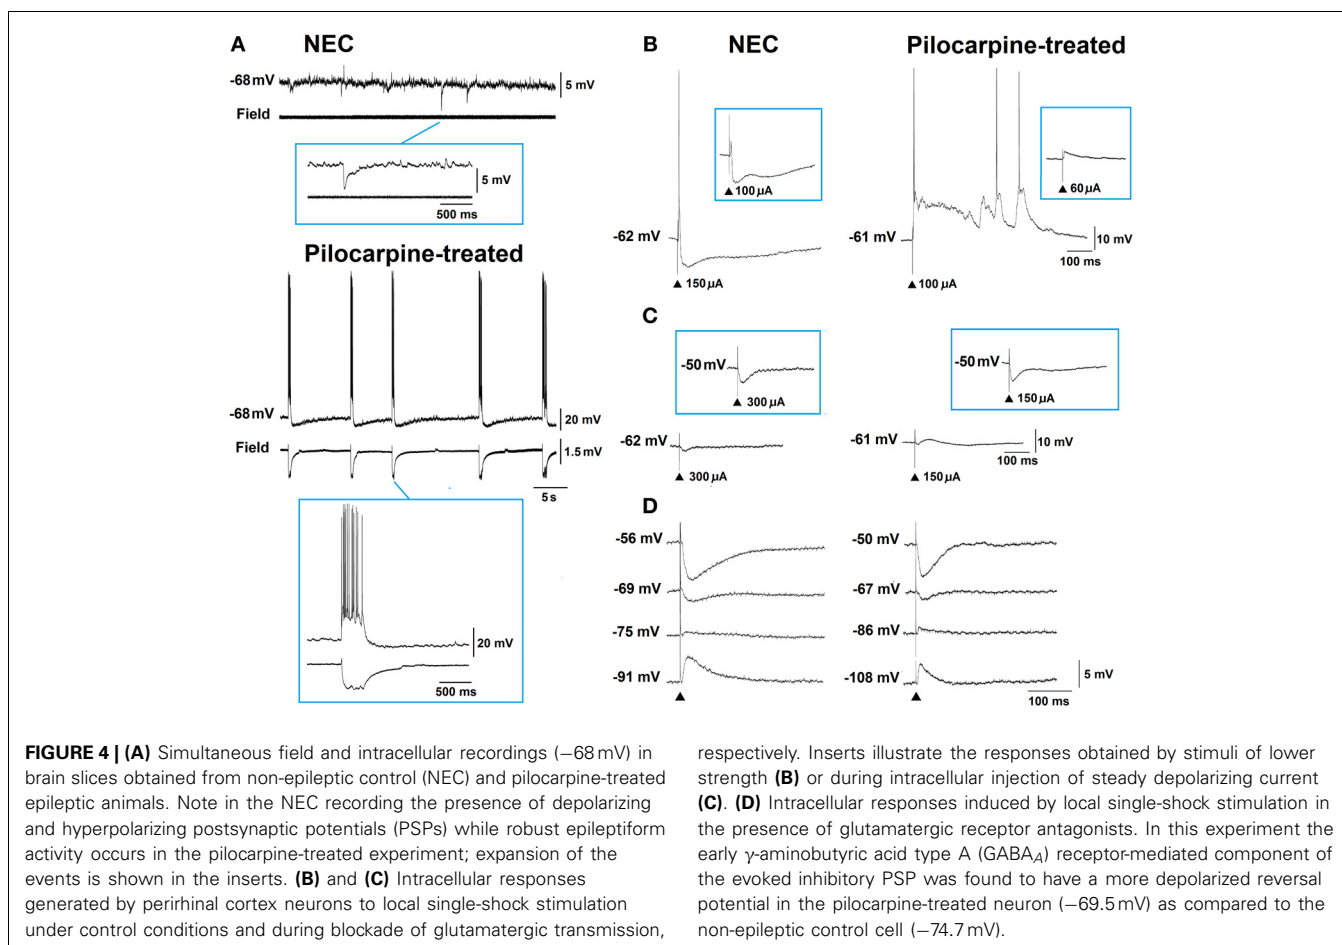 A NEC
-68 mV
5 mV
Field
5 mV
500 ms
Pilocarpine-treated
-68mV
20 mV
Field
1.5 mV
5 s
20 mV
500 ms
B NEC Pilocarpine-treated
▲ 100 µA
▲ 60 µA
-62 mV
-61 mV
10 mV
100 ms
▲ 150 µA
▲ 100 µA
C
-50 mV
▲ 300 µA
-50 mV
▲ 150 µA
-62 mV
-61 mV
10 mV
100 ms
▲ 300 µA
▲ 150 µA
D
-56 mV
-50 mV
-69 mV
-67 mV
-75 mV
-86 mV
-91 mV
-108 mV
5 mV
100 ms
▲
▲
FIGURE 4 | (A) Simultaneous field and intracellular recordings (−68 mV) in
brain slices obtained from non-epileptic control (NEC) and pilocarpine-treated
epileptic animals. Note in the NEC recording the presence of depolarizing
and hyperpolarizing postsynaptic potentials (PSPs) while robust epileptiform
activity occurs in the pilocarpine-treated experiment; expansion of the
events is shown in the inserts. (B) and (C) Intracellular responses
generated by perirhinal cortex neurons to local single-shock stimulation
under control conditions and during blockade of glutamatergic transmission,
respectively. Inserts illustrate the responses obtained by stimuli of lower
strength (B) or during intracellular injection of steady depolarizing current
(C). (D) Intracellular responses induced by local single-shock stimulation in
the presence of glutamatergic receptor antagonists. In this experiment the
early γ-aminobutyric acid type A (GABAA) receptor-mediated component of
the evoked inhibitory PSP was found to have a more depolarized reversal
potential in the pilocarpine-treated neuron (−69.5 mV) as compared to the
non-epileptic control cell (−74.7 mV).